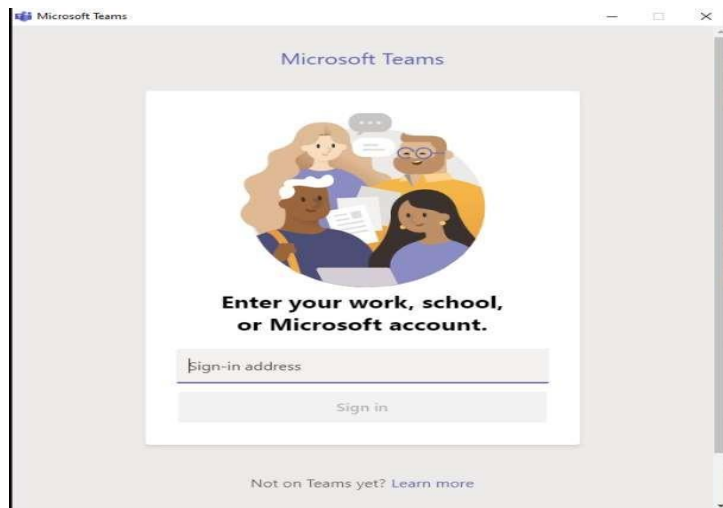 Microsoft Teams
Microsoft Teams
Enter your work, school,
or Microsoft account.
Sign-in address
Sign in
Not on Teams yet? Learn more